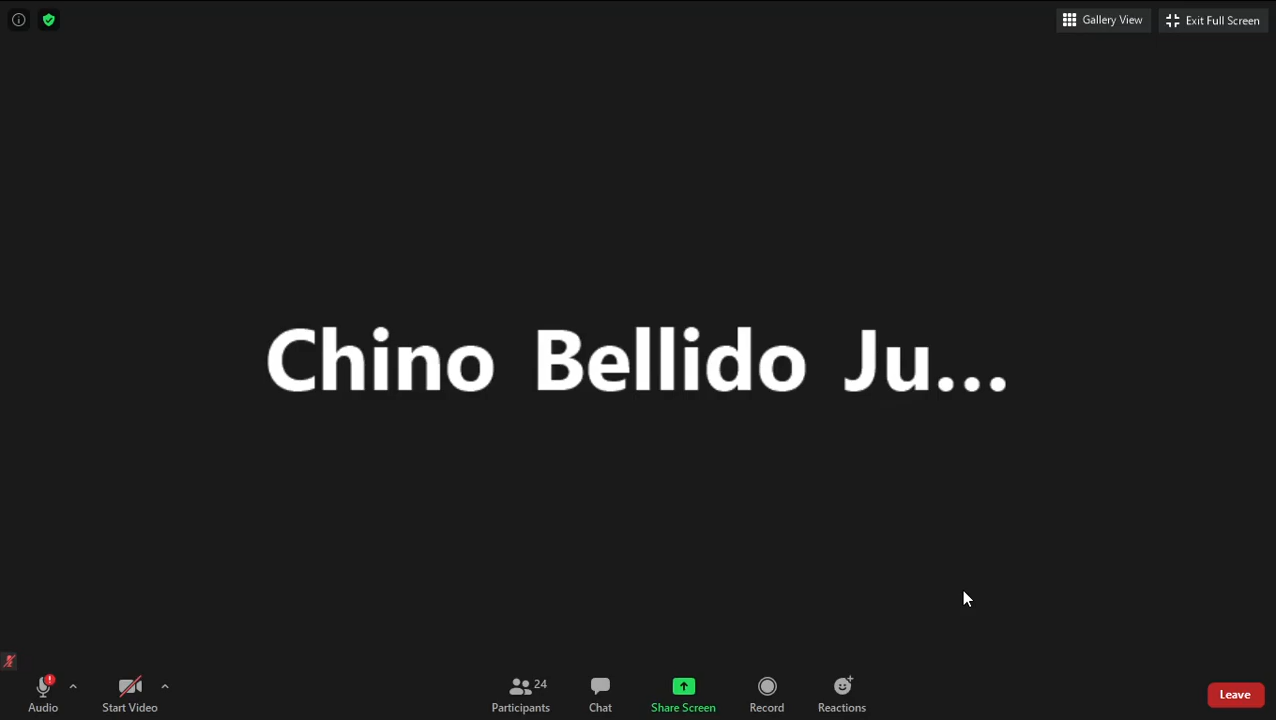 Gallery View
Exit Full Screen
Chino Bellido Ju...
24
Audio
Start Video
Participants
Chat
Share Screen
Record
Reactions
Leave